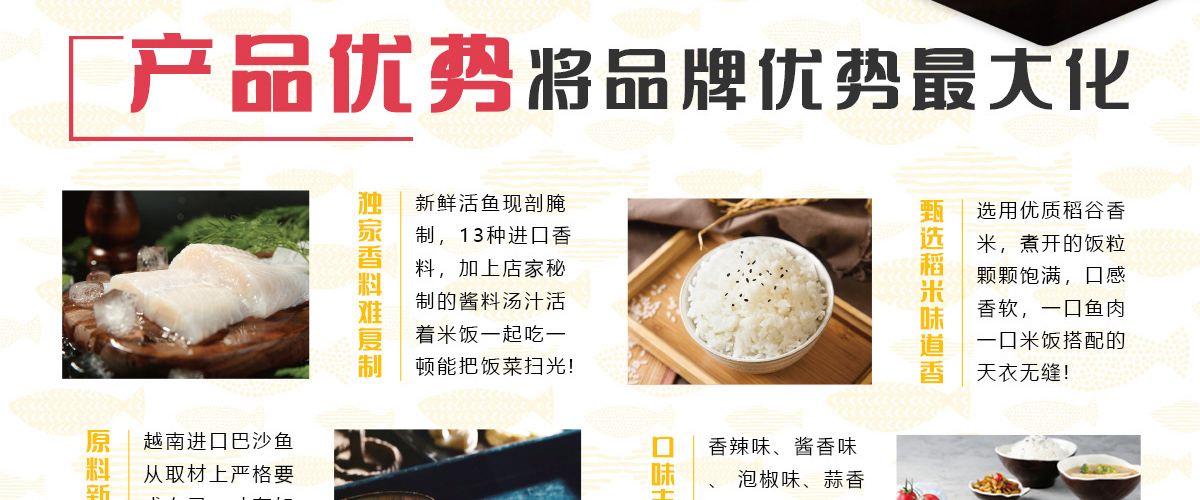 产品优势 将品牌优势最大化
独家香料难复制
新鲜活鱼现剖腌
制，13种进口香
料，加上店家秘
制的酱料汤汁活
着米饭一起吃一
顿能把饭菜扫光!
甄选稻米味道香
选用优质稻谷香
米，煮开的饭粒
颗颗饱满，口感
香软，一口鱼肉
一口米饭搭配的
天衣无缝!
原料新
越南进口巴沙鱼
从取材上严格要
口味
香辣味、酱香味
、 泡椒味、蒜香